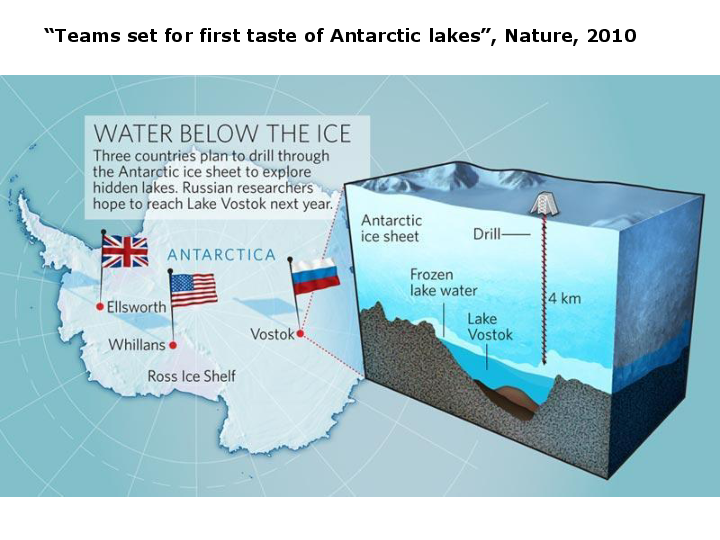 “Teams set for first taste of Antarctic lakes”, Nature, 2010
WATER BELOW THE ICE
Three countries plan to drill through
the Antarctic ice sheet to explore
hidden lakes. Russian researchers
hope to reach Lake Vostok next year.
ANTARCTICA
Ellsworth
Whillans
Vostok
Ross Ice Shelf
Antarctic
ice sheet
Drill
Frozen
lake water
4 km
Lake
Vostok